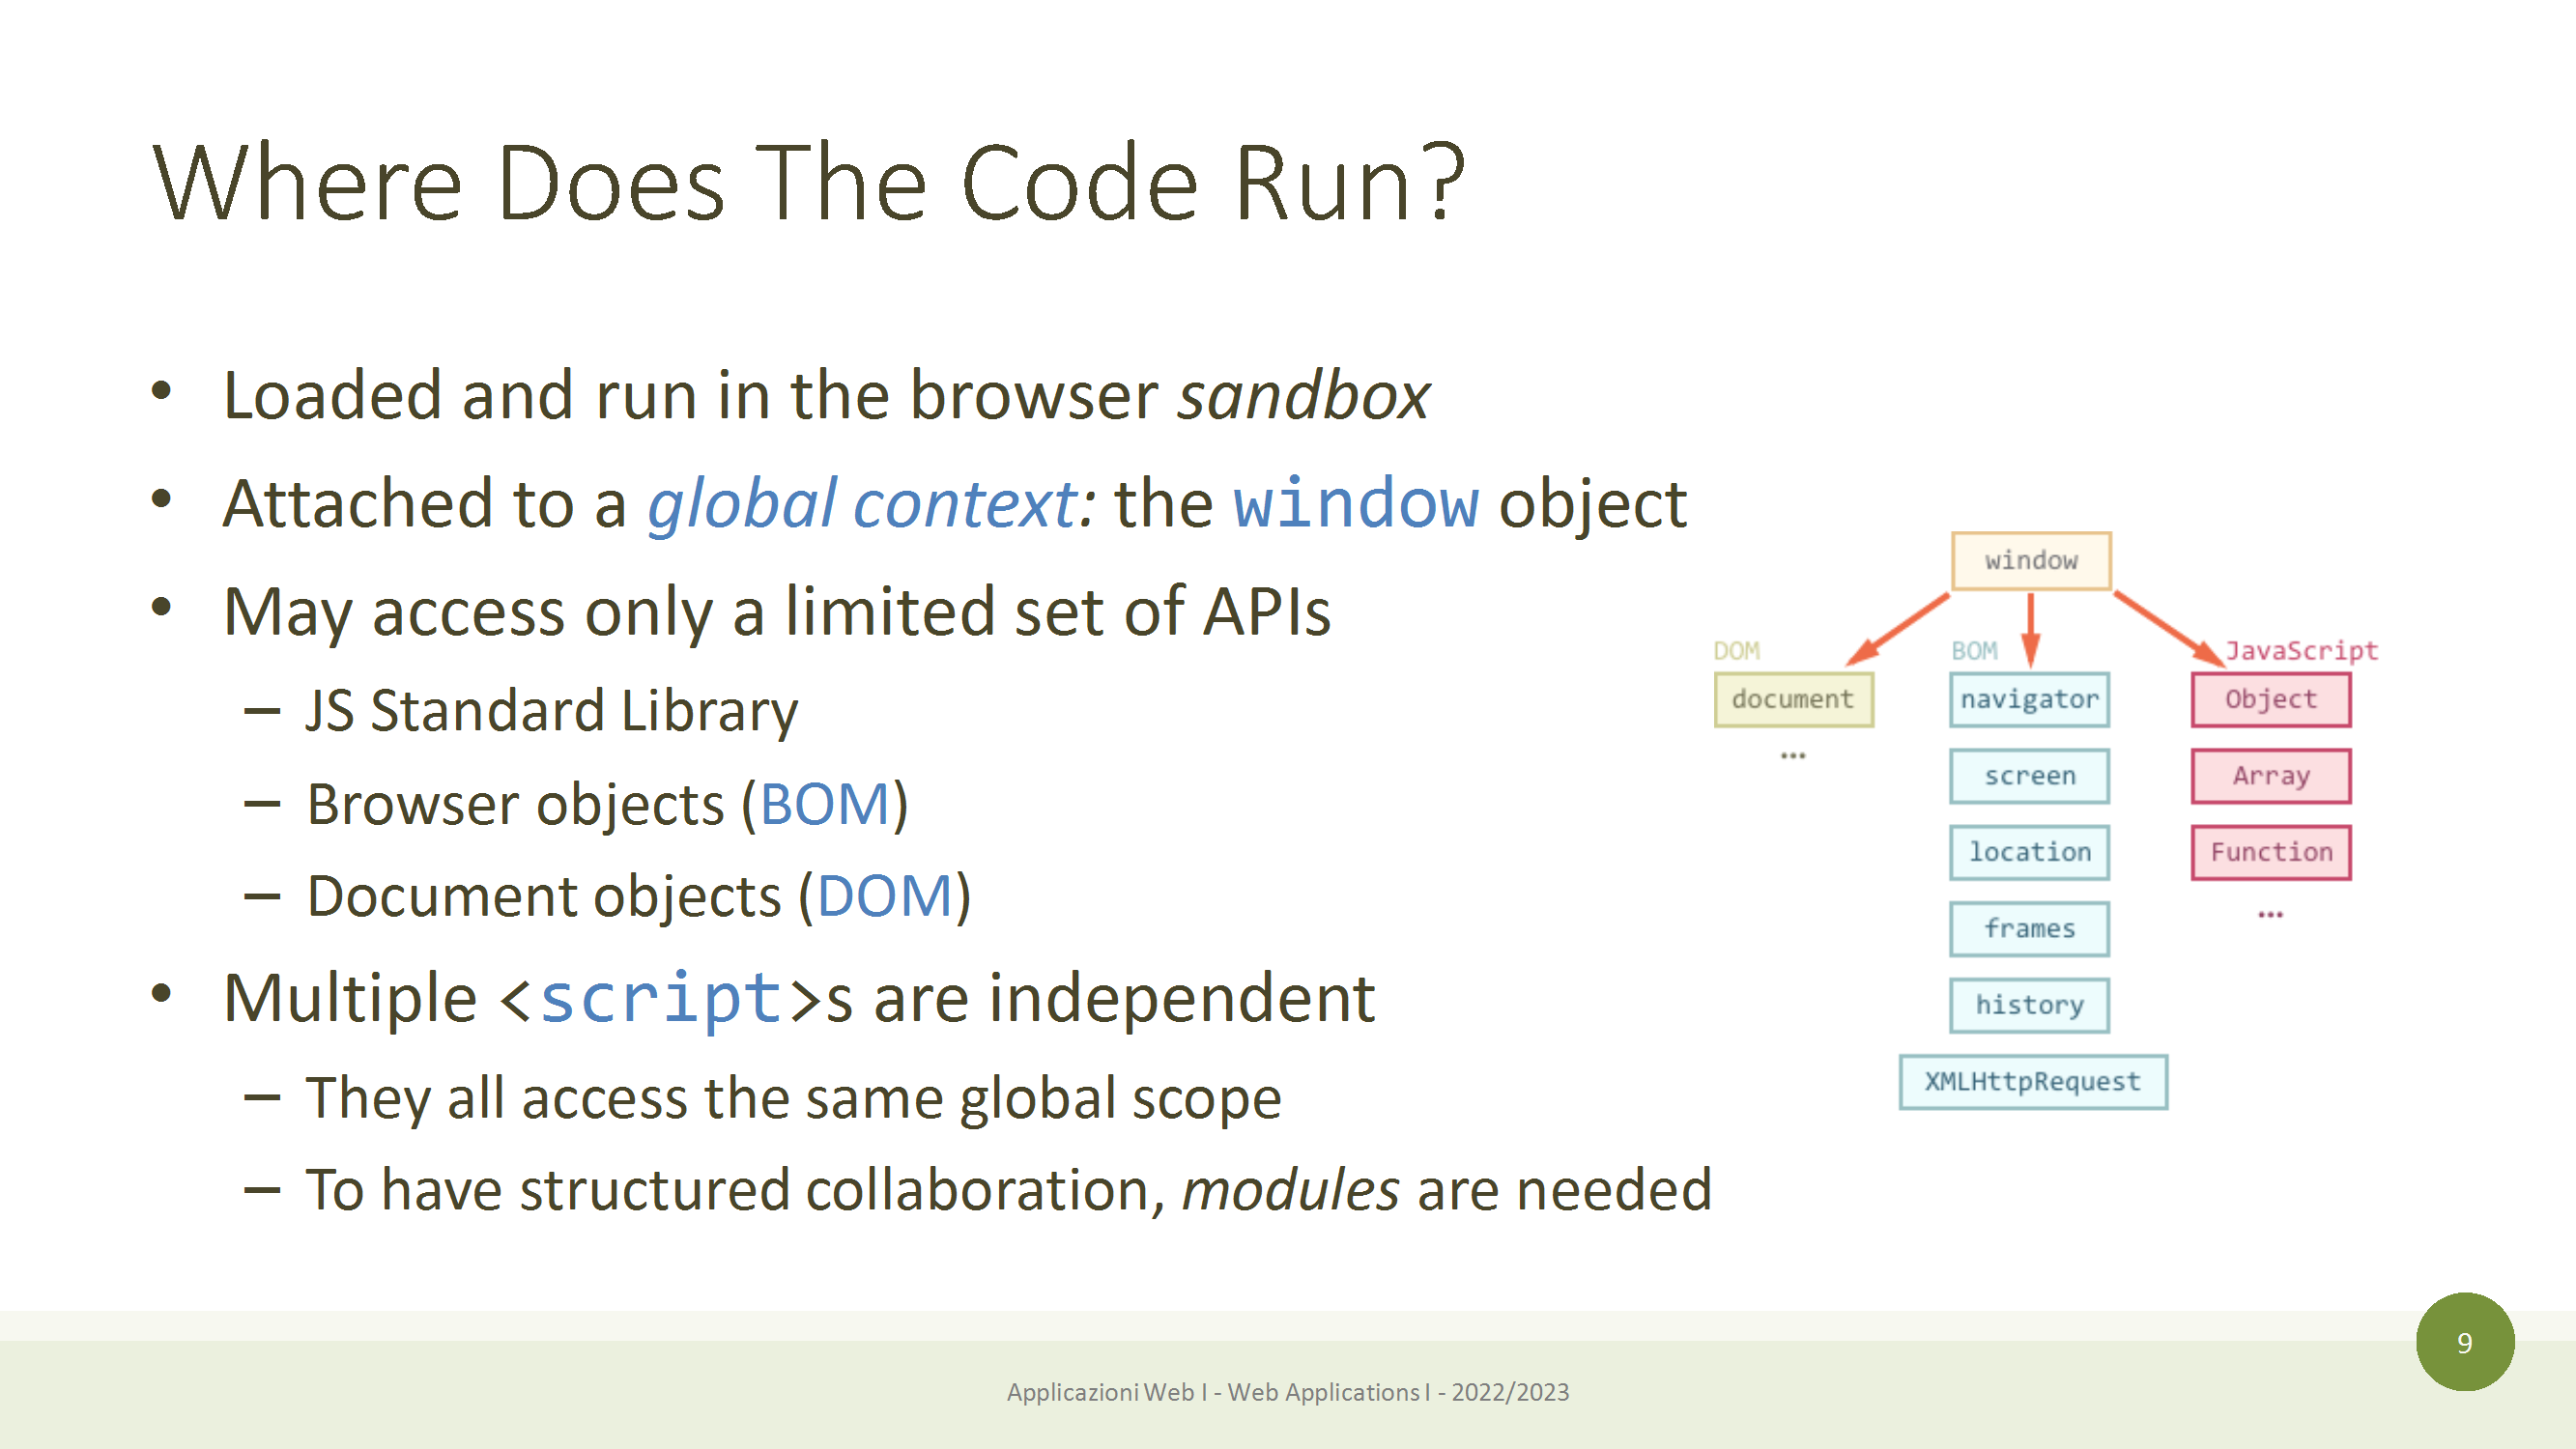 Where Does The Code Run?
• Loaded and run in the browser sandbox
• Attached to a global context: the window object
• May access only a limited set of APIs
– JS Standard Library
– Browser objects (BOM)
– Document objects (DOM)
• Multiple <script>s are independent
– They all access the same global scope
– To have structured collaboration, modules are needed
window
DOM
BOM
JavaScript
document
...
navigator
screen
location
frames
history
XMLHttpRequest
Object
Array
Function
...
Applicazioni Web I - Web Applications I - 2022/2023
9